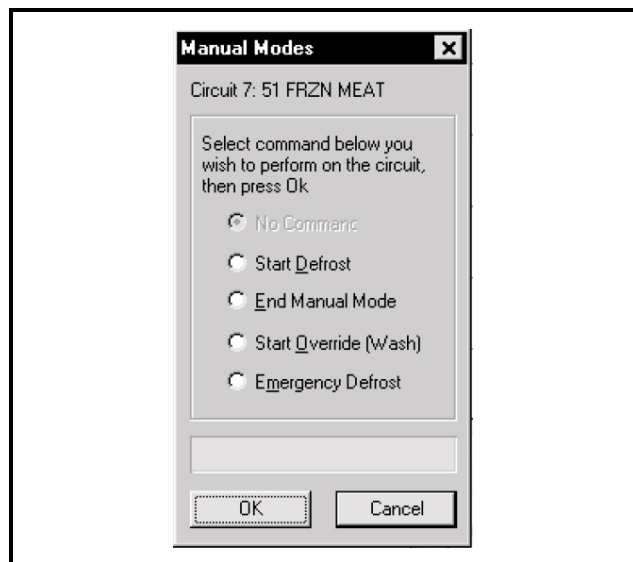 Manual Modes
Circuit 7: 51 FRZN MEAT
Select command below you
wish to perform on the circuit,
then press Ok
No Command
Start Defrost
End Manual Mode
Start Override (Wash)
Emergency Defrost
OK
Cancel